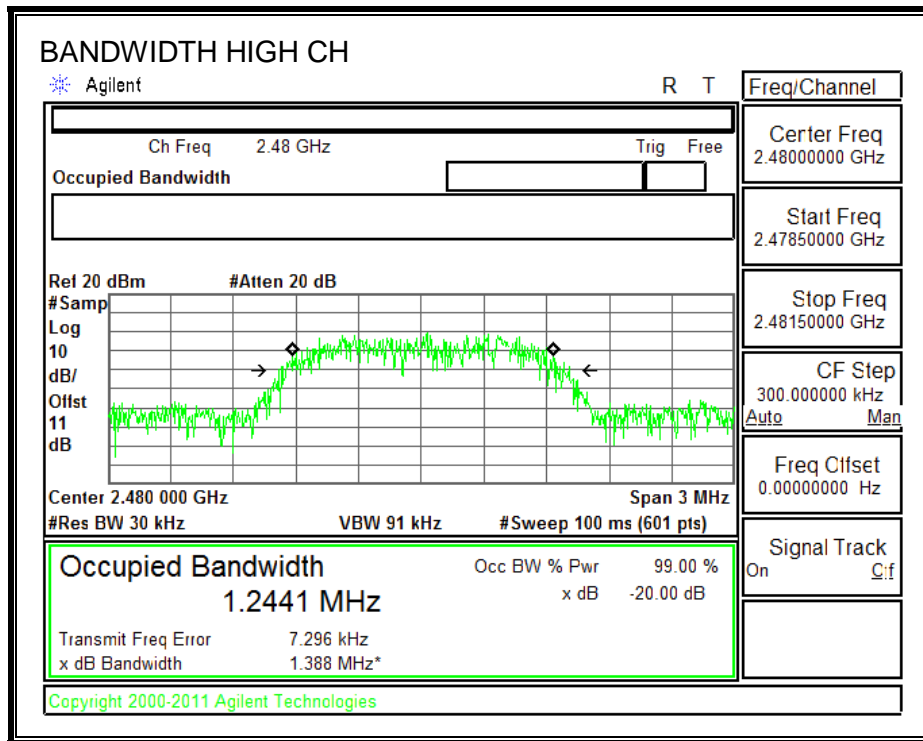 BANDWIDTH HIGH CH
Agilent R T
Ch Freq 2.48 GHz Trig Free
Occupied Bandwidth
Ref 20 dBm #Atten 20 dB
#Samp
Log
10
dB/
Offst
11
dB
Center 2.480 000 GHz Span 3 MHz
#Res BW 30 kHz VBW 91 kHz #Sweep 100 ms (601 pts)
Occupied Bandwidth
1.2441 MHz
Occ BW % Pwr 99.00 %
x dB -20.00 dB
Transmit Freq Error 7.296 kHz
x dB Bandwidth 1.388 MHz*
Copyright 2000-2011 Agilent Technologies
Freq/Channel
Center Freq
2.48000000 GHz
Start Freq
2.47850000 GHz
Stop Freq
2.48150000 GHz
CF Step
300.000000 kHz
Auto Man
Freq Offset
0.00000000 Hz
Signal Track
On Off